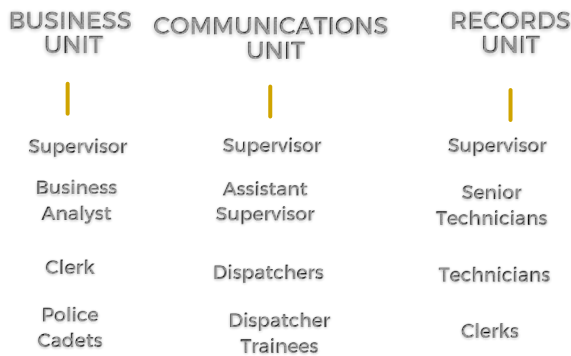 BUSINESS
UNIT
Supervisor
Business
Analyst
Clerk
Police
Cadets
COMMUNICATIONS
UNIT
Supervisor
Assistant
Supervisor
Dispatchers
Dispatcher
Trainees
RECORDS
UNIT
Supervisor
Senior
Technicians
Technicians
Clerks